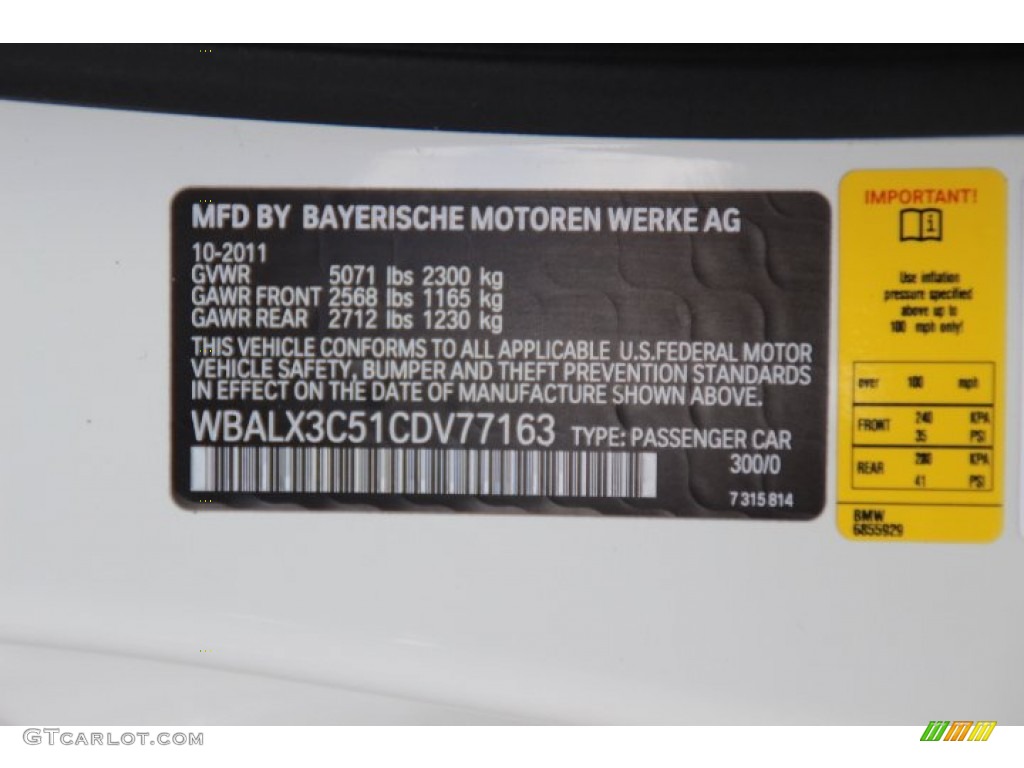 MFD BY BAYERISCHE MOTOREN WERKE AG
10-2011
GVWR 5071 lbs 2300 kg
GAWR FRONT 2568 lbs 1165 kg
GAWR REAR 2712 lbs 1230 kg
THIS VEHICLE CONFORMS TO ALL APPLICABLE U.S.FEDERAL MOTOR
VEHICLE SAFETY, BUMPER AND THEFT PREVENTION STANDARDS
IN EFFECT ON THE DATE OF MANUFACTURE SHOWN ABOVE.
WBALX3C51CDV77163 TYPE: PASSENGER CAR
300/0
7 315 814
IMPORTANT!
Use inflation
pressure specified
above up to
100 mph only!
over 100 mph
FRONT 240 KPA
35 PSI
REAR 280 KPA
41 PSI
BMW
6855929
GTCARLOT.COM